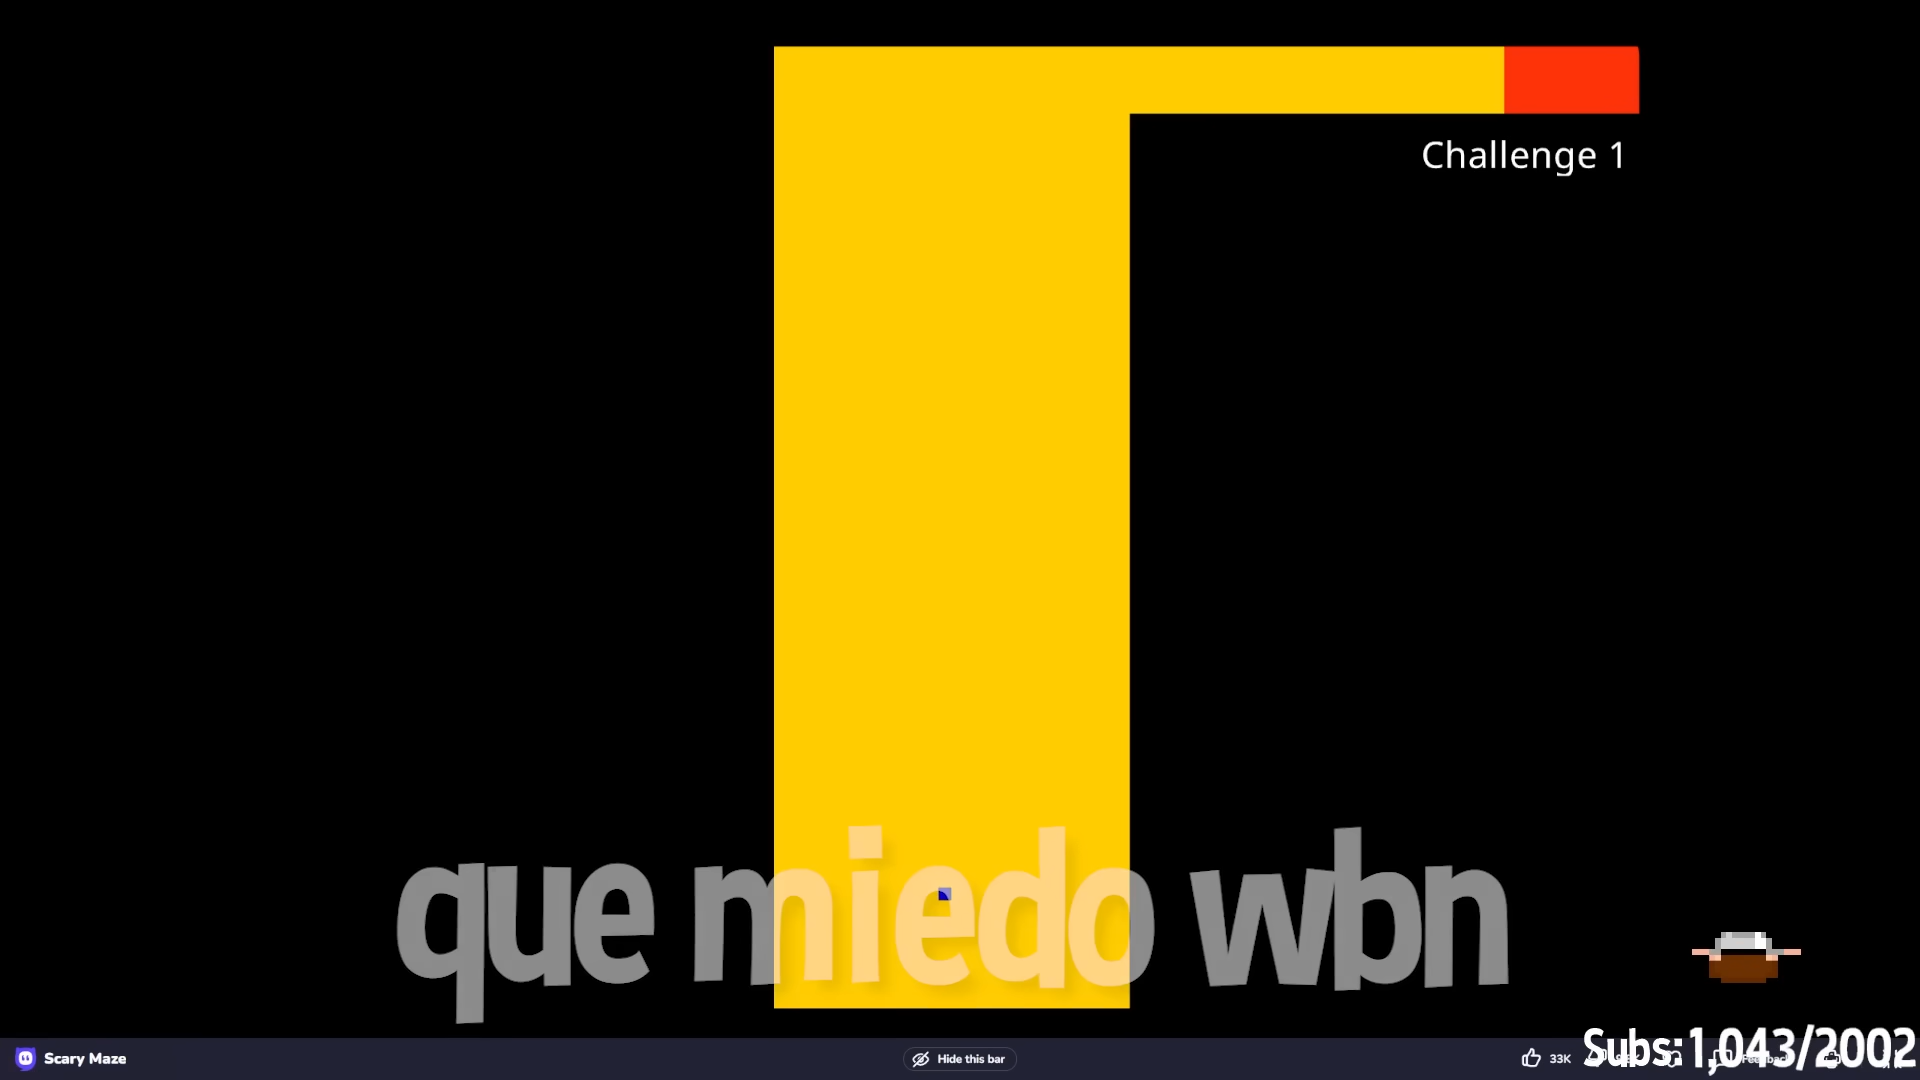 Challenge 1
que miedo wbn
Scary Maze
Hide this bar
33K
Subs:1,043/2002